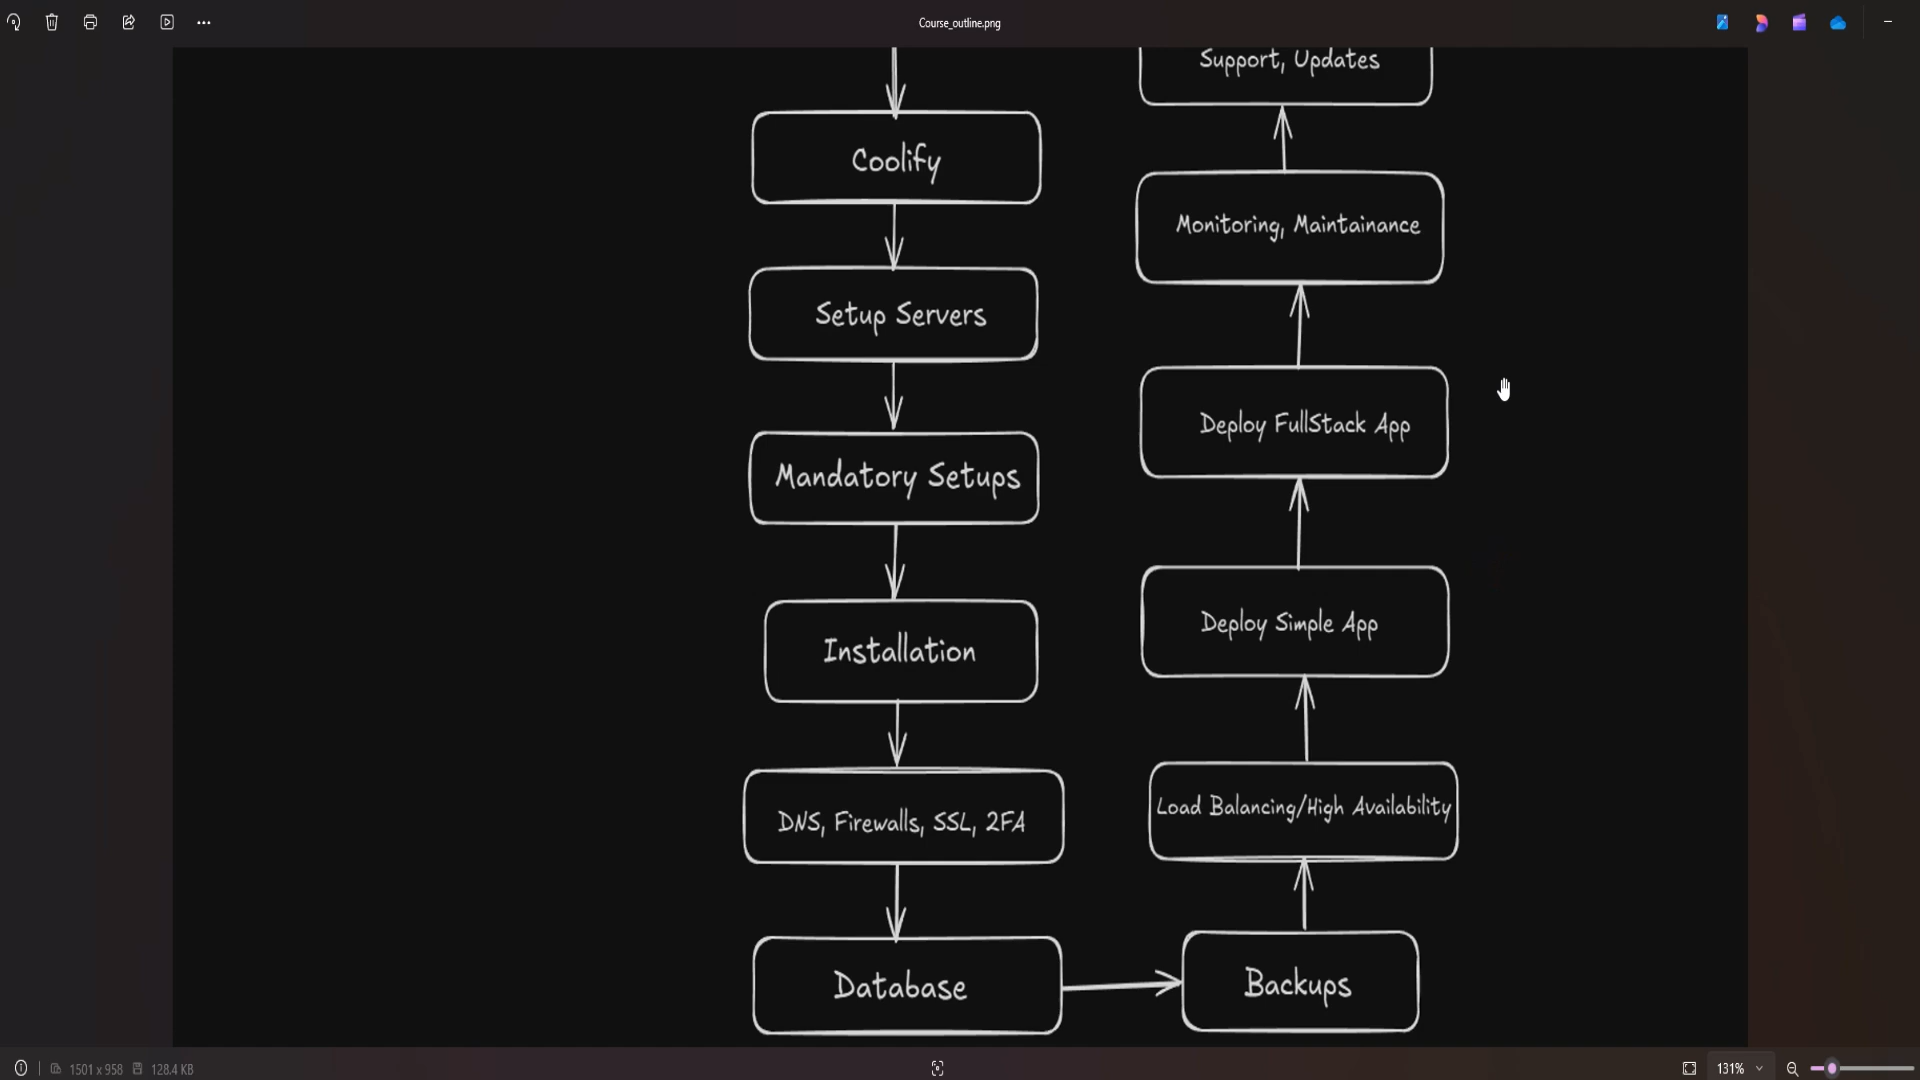 Course_outline.png
Support, Updates
Coolify
Monitoring, Maintainance
Setup Servers
Deploy FullStack App
Mandatory Setups
Deploy Simple App
Installation
Load Balancing/High Availability
DNS, Firewalls, SSL, 2FA
Database
Backups
1501 x 958
128.4 KB
131%